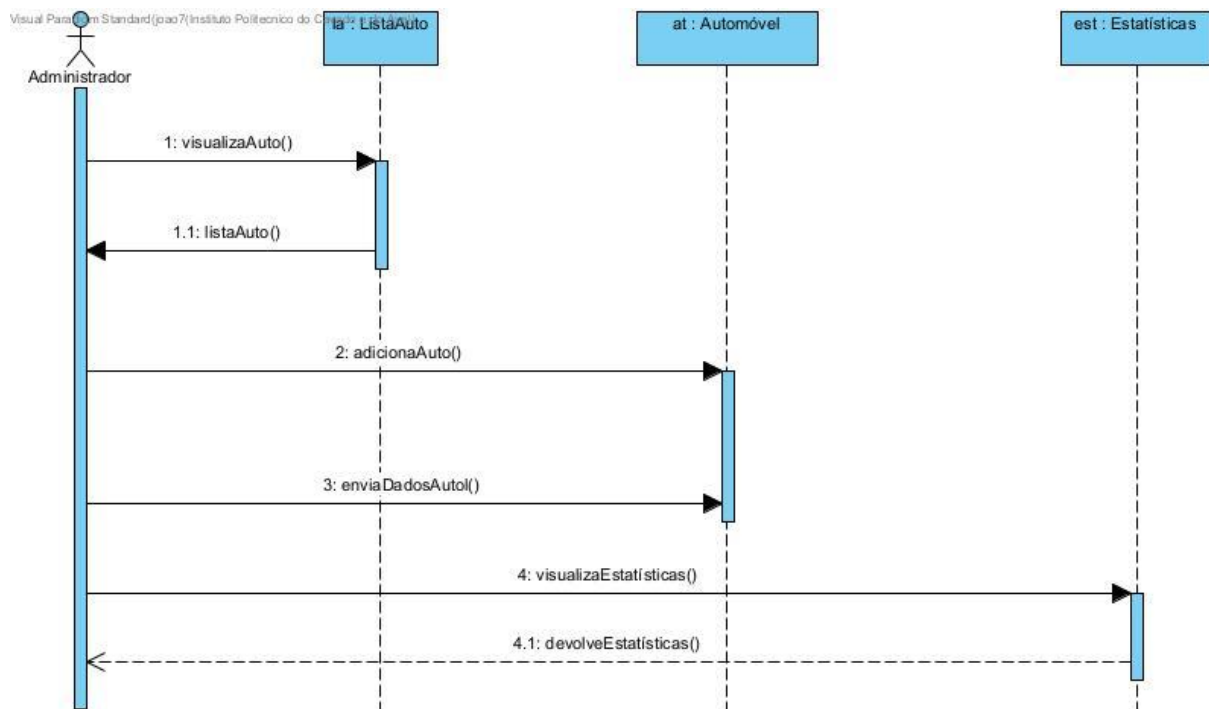 Visual Paradigm Standard(joao7(Instituto Politecnico do
la : ListaAuto
at : Automóvel
est : Estatísticas
Administrador
1: visualizaAuto()
1.1: listaAuto()
2: adicionaAuto()
3: enviaDadosAutol()
4: visualizaEstatísticas()
4.1: devolveEstatísticas()